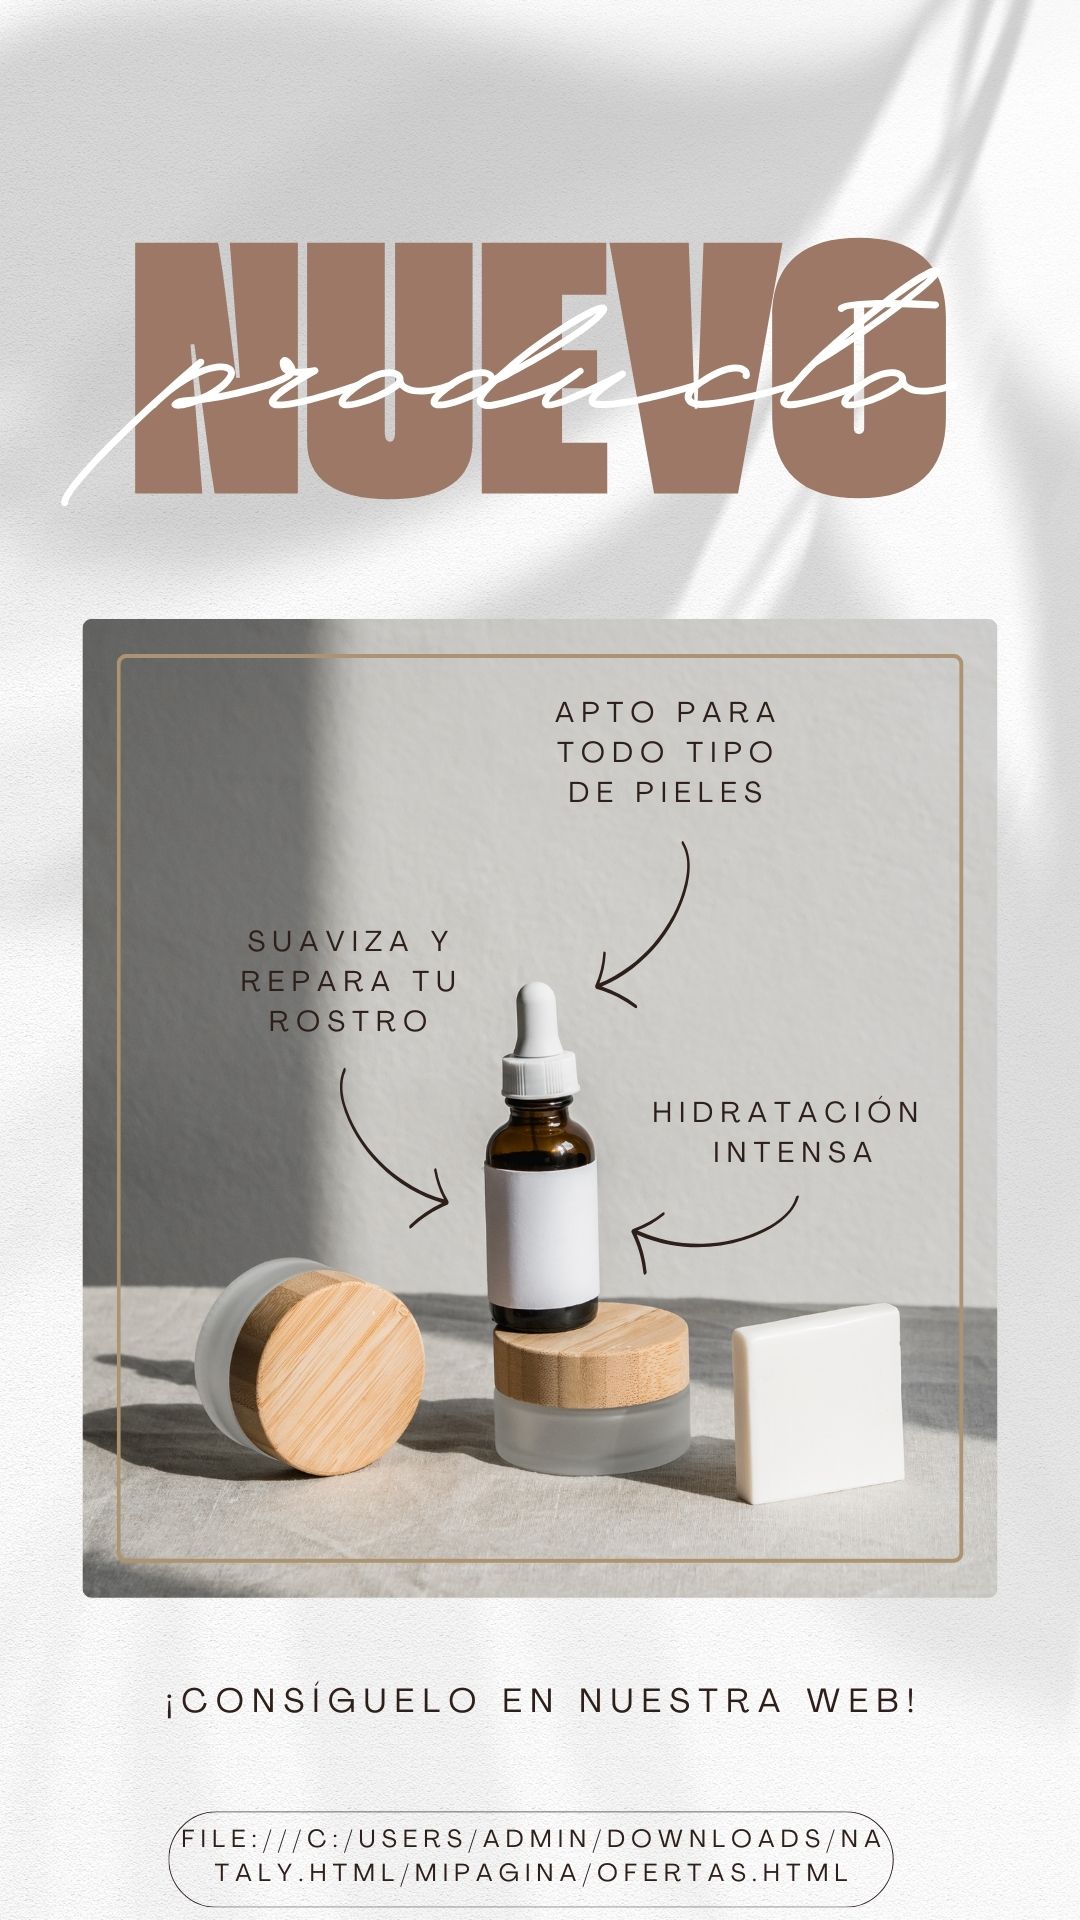 NUEVO
producto
APTO PARA
TODO TIPO
DE PIELES
SUAVIZA Y
REPARA TU
ROSTRO
HIDRATACIÓN
INTENSA
¡CONSÍGUELO EN NUESTRA WEB!
FILE:///C:/USERS/ADMIN/DOWNLOADS/NA
TALY.HTML/MIPAGINA/OFERTAS.HTML